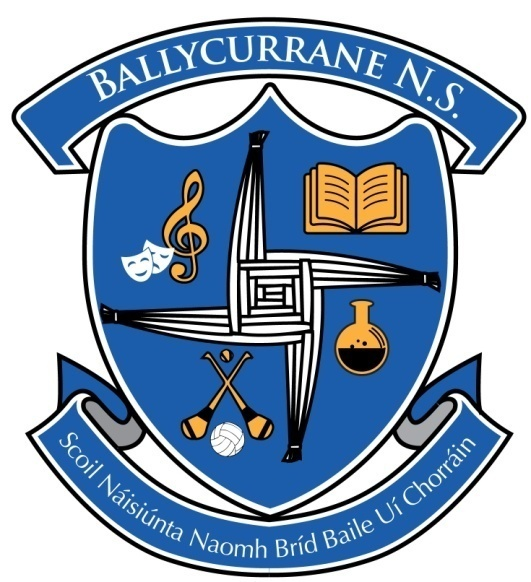 BALLYCURRANE N.S.
Scoil Náisiúnta Naomh Bríd Baile Uí Chorráin